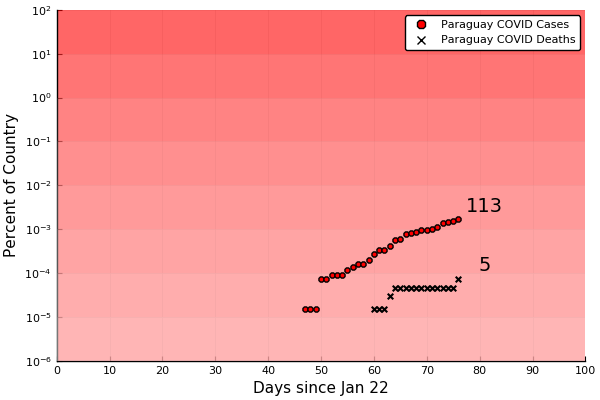 10²
10¹
10⁰
10⁻¹
10⁻²
10⁻³
10⁻⁴
10⁻⁵
10⁻⁶
Percent of Country
Paraguay COVID Cases
Paraguay COVID Deaths
113
5
0 10 20 30 40 50 60 70 80 90 100
Days since Jan 22